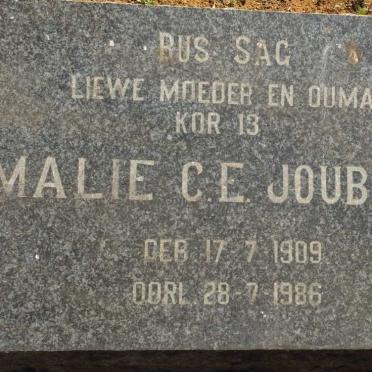 RUS SAG
LIEWE MOEDER EN OUMA
KOR 13
MALIE C.E. JOUB
GEB 17-7-1909
OORL 28-7-1986